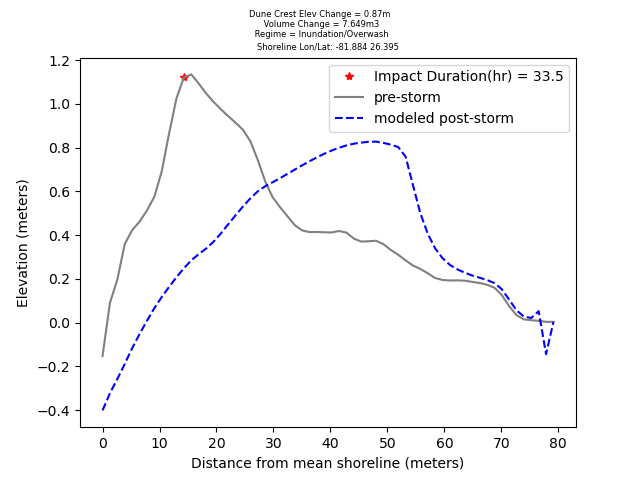 Dune Crest Elev Change = 0.87m
Volume Change = 7.649m3
Regime = Inundation/Overwash
Shoreline Lon/Lat: -81.884 26.395
Impact Duration(hr) = 33.5
pre-storm
modeled post-storm
Elevation (meters)
1.2
1.0
0.8
0.6
0.4
0.2
0.0
−0.2
−0.4
0 10 20 30 40 50 60 70 80
Distance from mean shoreline (meters)